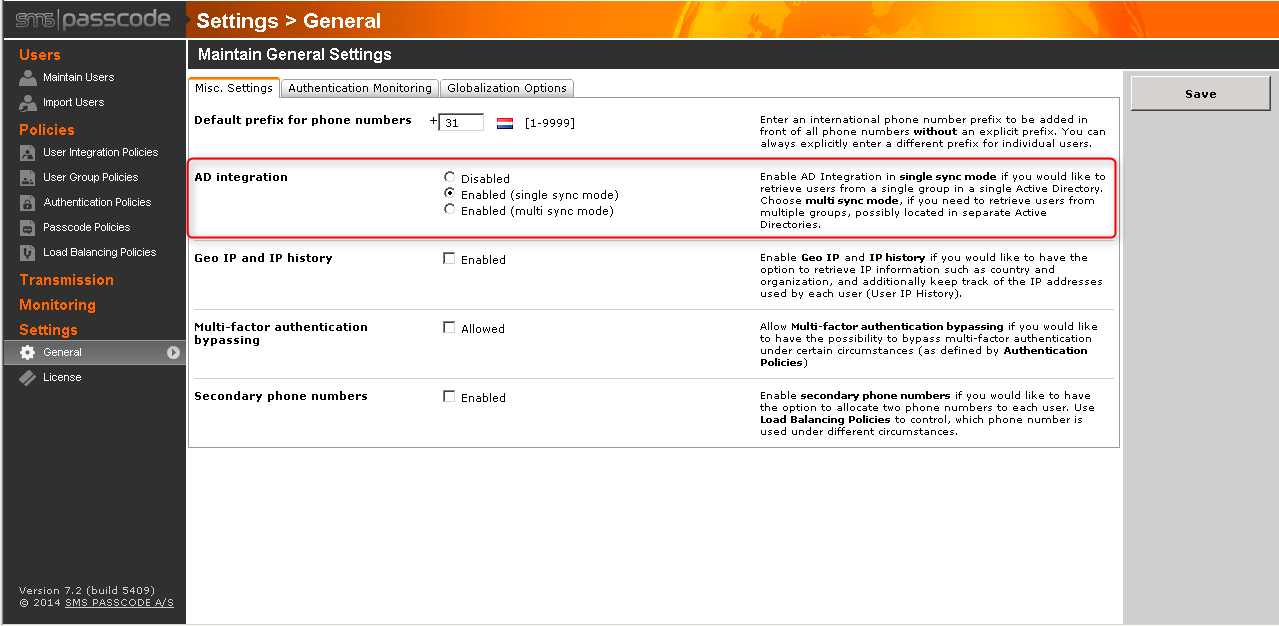 sms|passcode
Settings > General
Users
Maintain Users
Import Users
Policies
User Integration Policies
User Group Policies
Authentication Policies
Passcode Policies
Load Balancing Policies
Transmission
Monitoring
Settings
General
License
Version 7.2 (build 5409)
© 2014 SMS PASSCODE A/S
Maintain General Settings
Misc. Settings
Authentication Monitoring
Globalization Options
Default prefix for phone numbers
+ 31 [1-9999]
Enter an international phone number prefix to be added in
front of all phone numbers without an explicit prefix. You can
always explicitly enter a different prefix for individual users.
AD integration
Disabled
Enabled (single sync mode)
Enabled (multi sync mode)
Enable AD Integration in single sync mode if you would like to
retrieve users from a single group in a single Active Directory.
Choose multi sync mode, if you need to retrieve users from
multiple groups, possibly located in separate Active
Directories.
Geo IP and IP history
Enabled
Enable Geo IP and IP history if you would like to have the
option to retrieve IP information such as country and
organization, and additionally keep track of the IP addresses
used by each user (User IP History).
Multi-factor authentication
bypassing
Allowed
Allow Multi-factor authentication bypassing if you would like
to have the possibility to bypass multi-factor authentication
under certain circumstances (as defined by Authentication
Policies)
Secondary phone numbers
Enabled
Enable secondary phone numbers if you would like to have
the option to allocate two phone numbers to each user. Use
Load Balancing Policies to control, which phone number is
used under different circumstances.
Save